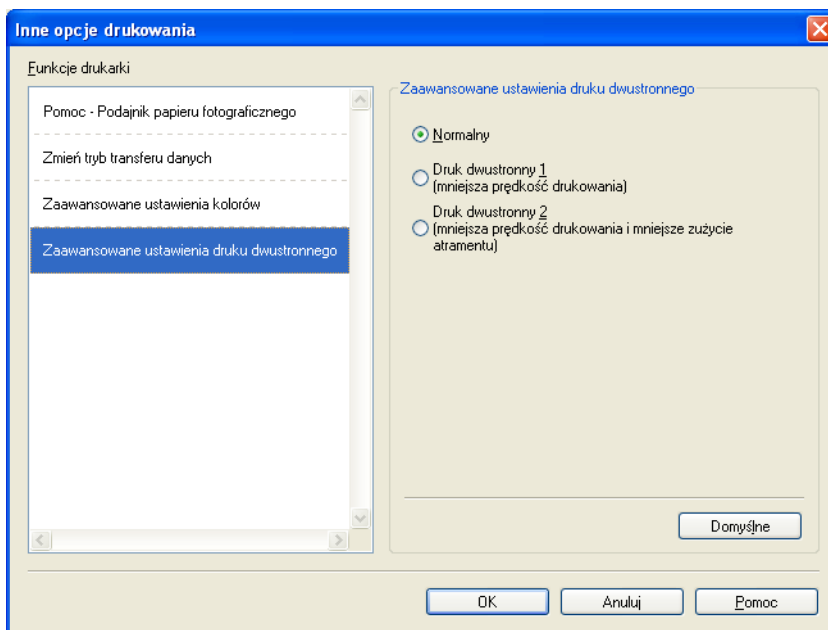 Inne opcje drukowania
Funkcje drukarki
Pomoc - Podajnik papieru fotograficznego
Zmień tryb transferu danych
Zaawansowane ustawienia kolorów
Zaawansowane ustawienia druku dwustronnego
Zaawansowane ustawienia druku dwustronnego
Normalny
Druk dwustronny 1
(mniejsza prędkość drukowania)
Druk dwustronny 2
(mniejsza prędkość drukowania i mniejsze zużycie
atramentu)
Domyślne
OK
Anuluj
Pomoc